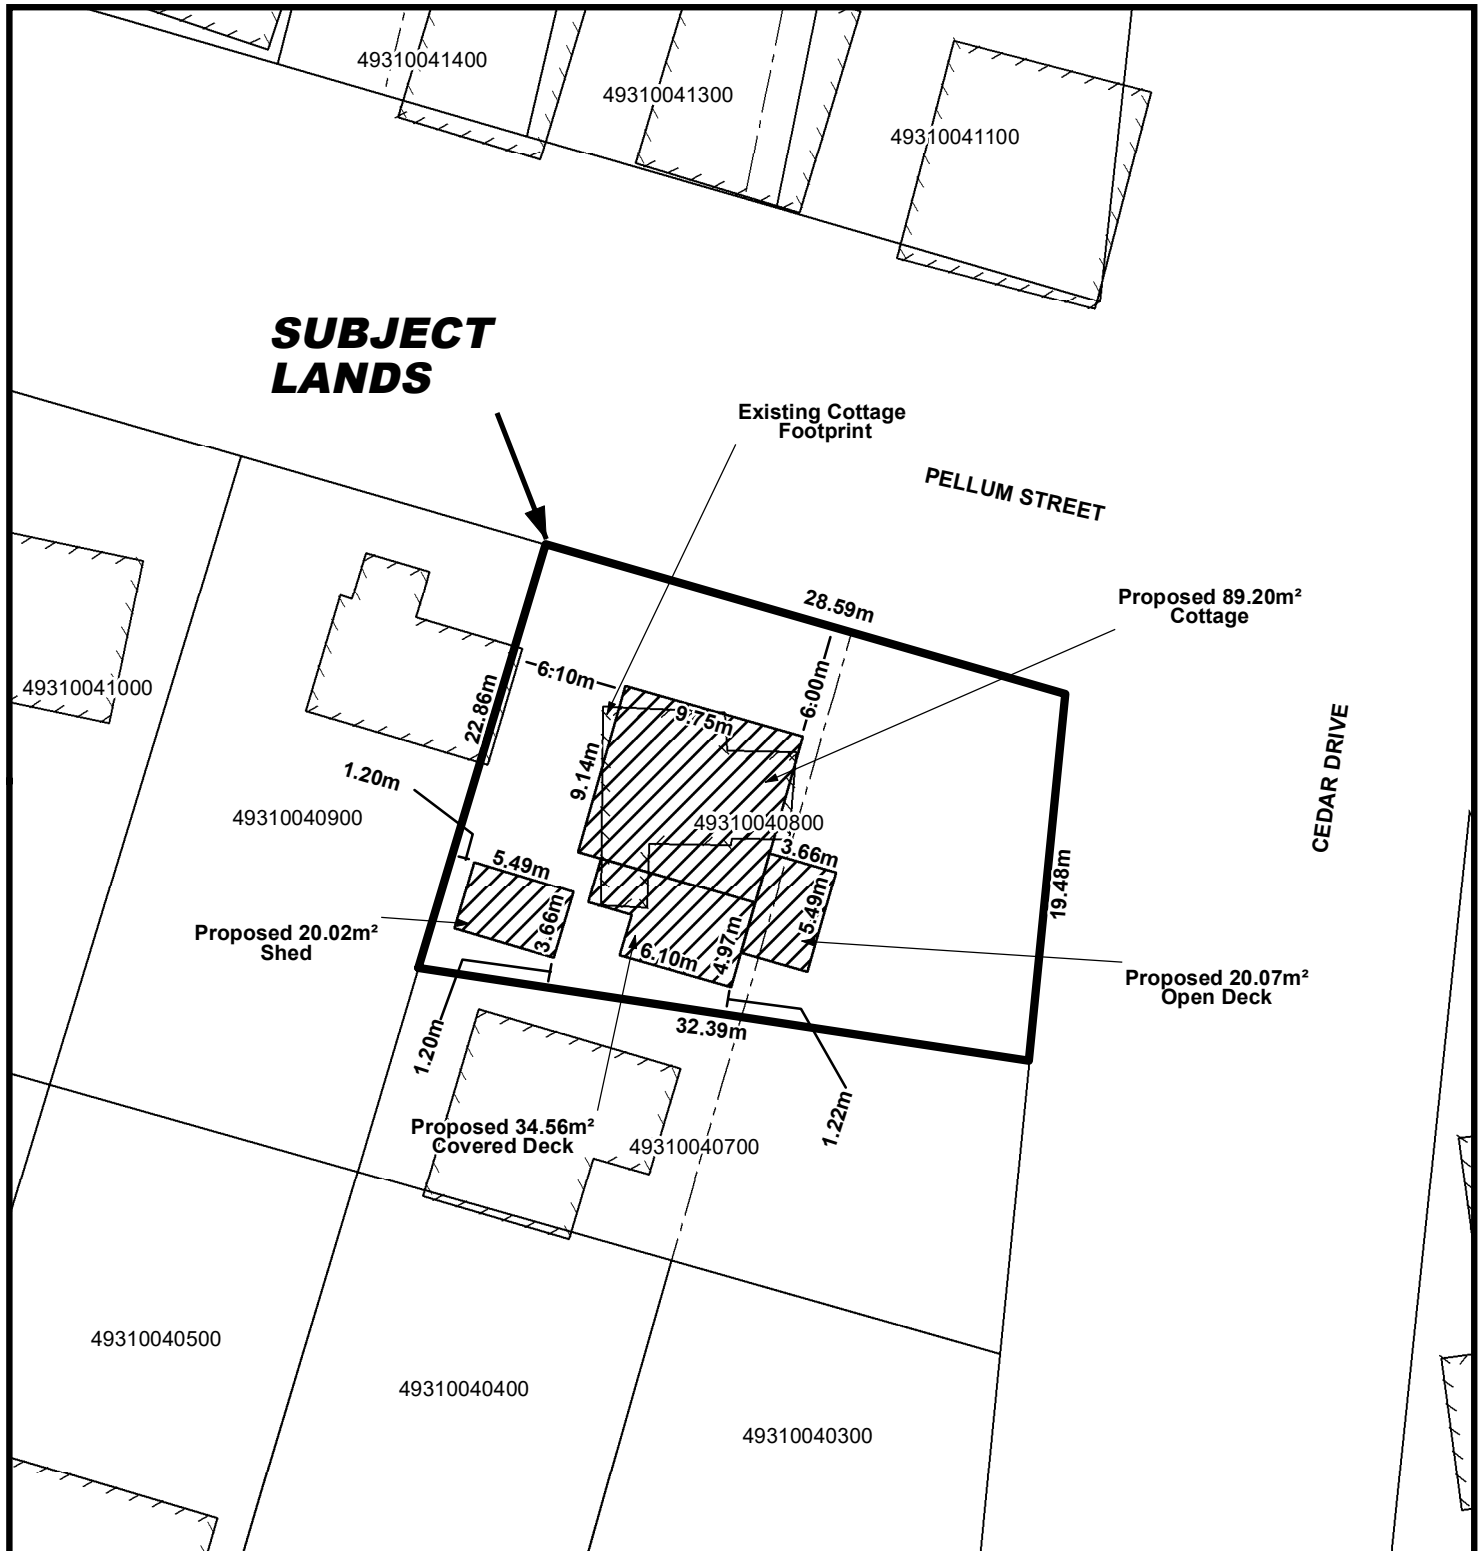 49310041400
49310041300
49310041100
SUBJECT
LANDS
Existing Cottage
Footprint
PELLUM STREET
28.59m
Proposed 89.20m²
Cottage
6.10m
6.00m
49310041000
22.86m
9.75m
CEDAR DRIVE
9.14m
1.20m
49310040900
49310040800
3.66m
5.49m
19.48m
5.49m
3.66m
Proposed 20.02m²
Shed
4.97m
6.10m
Proposed 20.07m²
Open Deck
32.39m
1.20m
1.22m
Proposed 34.56m²
Covered Deck
49310040700
49310040500
49310040400
49310040300